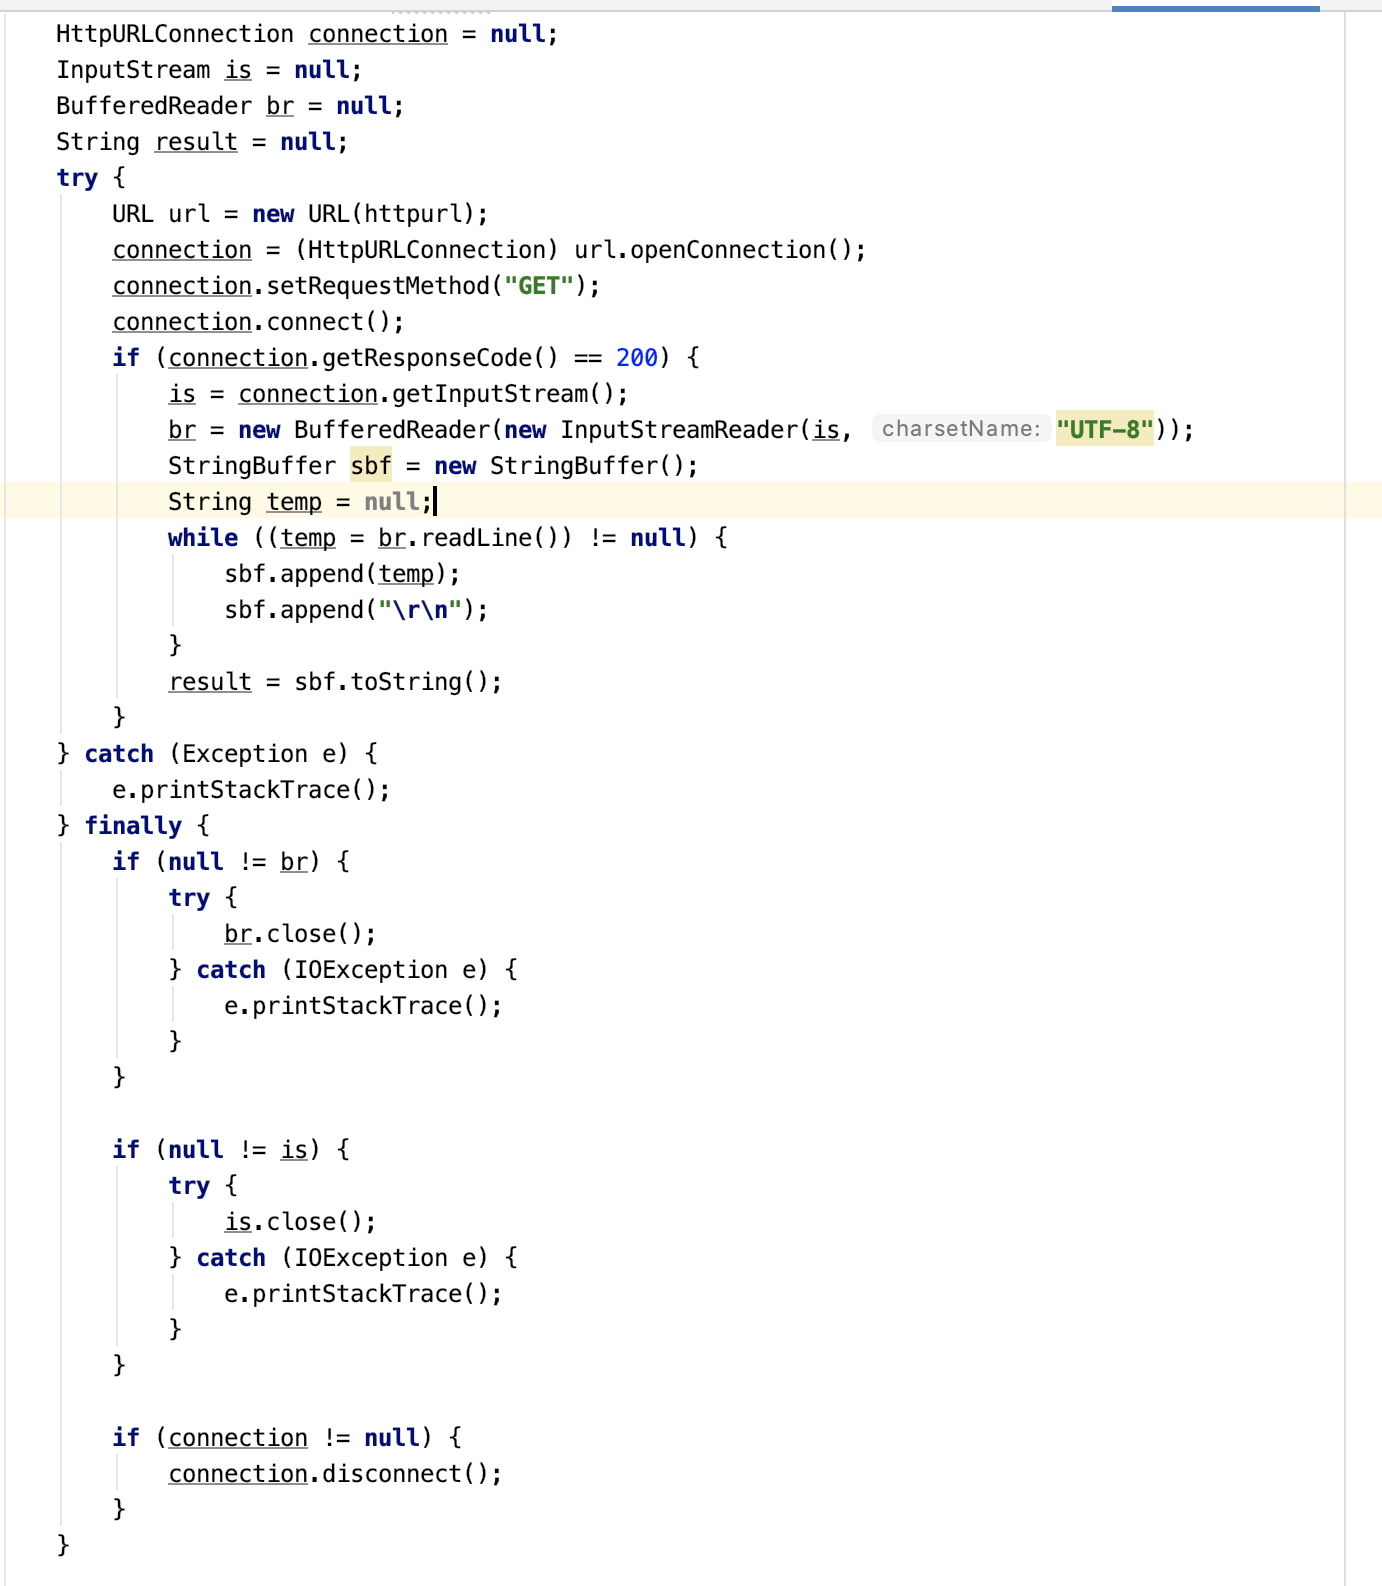 HttpURLConnection connection = null;
InputStream is = null;
BufferedReader br = null;
String result = null;
try {
URL url = new URL(httpurl);
connection = (HttpURLConnection) url.openConnection();
connection.setRequestMethod("GET");
connection.connect();
if (connection.getResponseCode() == 200) {
is = connection.getInputStream();
br = new BufferedReader(new InputStreamReader(is, charsetName: "UTF-8"));
StringBuffer sbf = new StringBuffer();
String temp = null;
while ((temp = br.readLine()) != null) {
sbf.append(temp);
sbf.append("\r\n");
}
result = sbf.toString();
}
} catch (Exception e) {
e.printStackTrace();
} finally {
if (null != br) {
try {
br.close();
} catch (IOException e) {
e.printStackTrace();
}
}
if (null != is) {
try {
is.close();
} catch (IOException e) {
e.printStackTrace();
}
}
if (connection != null) {
connection.disconnect();
}
}